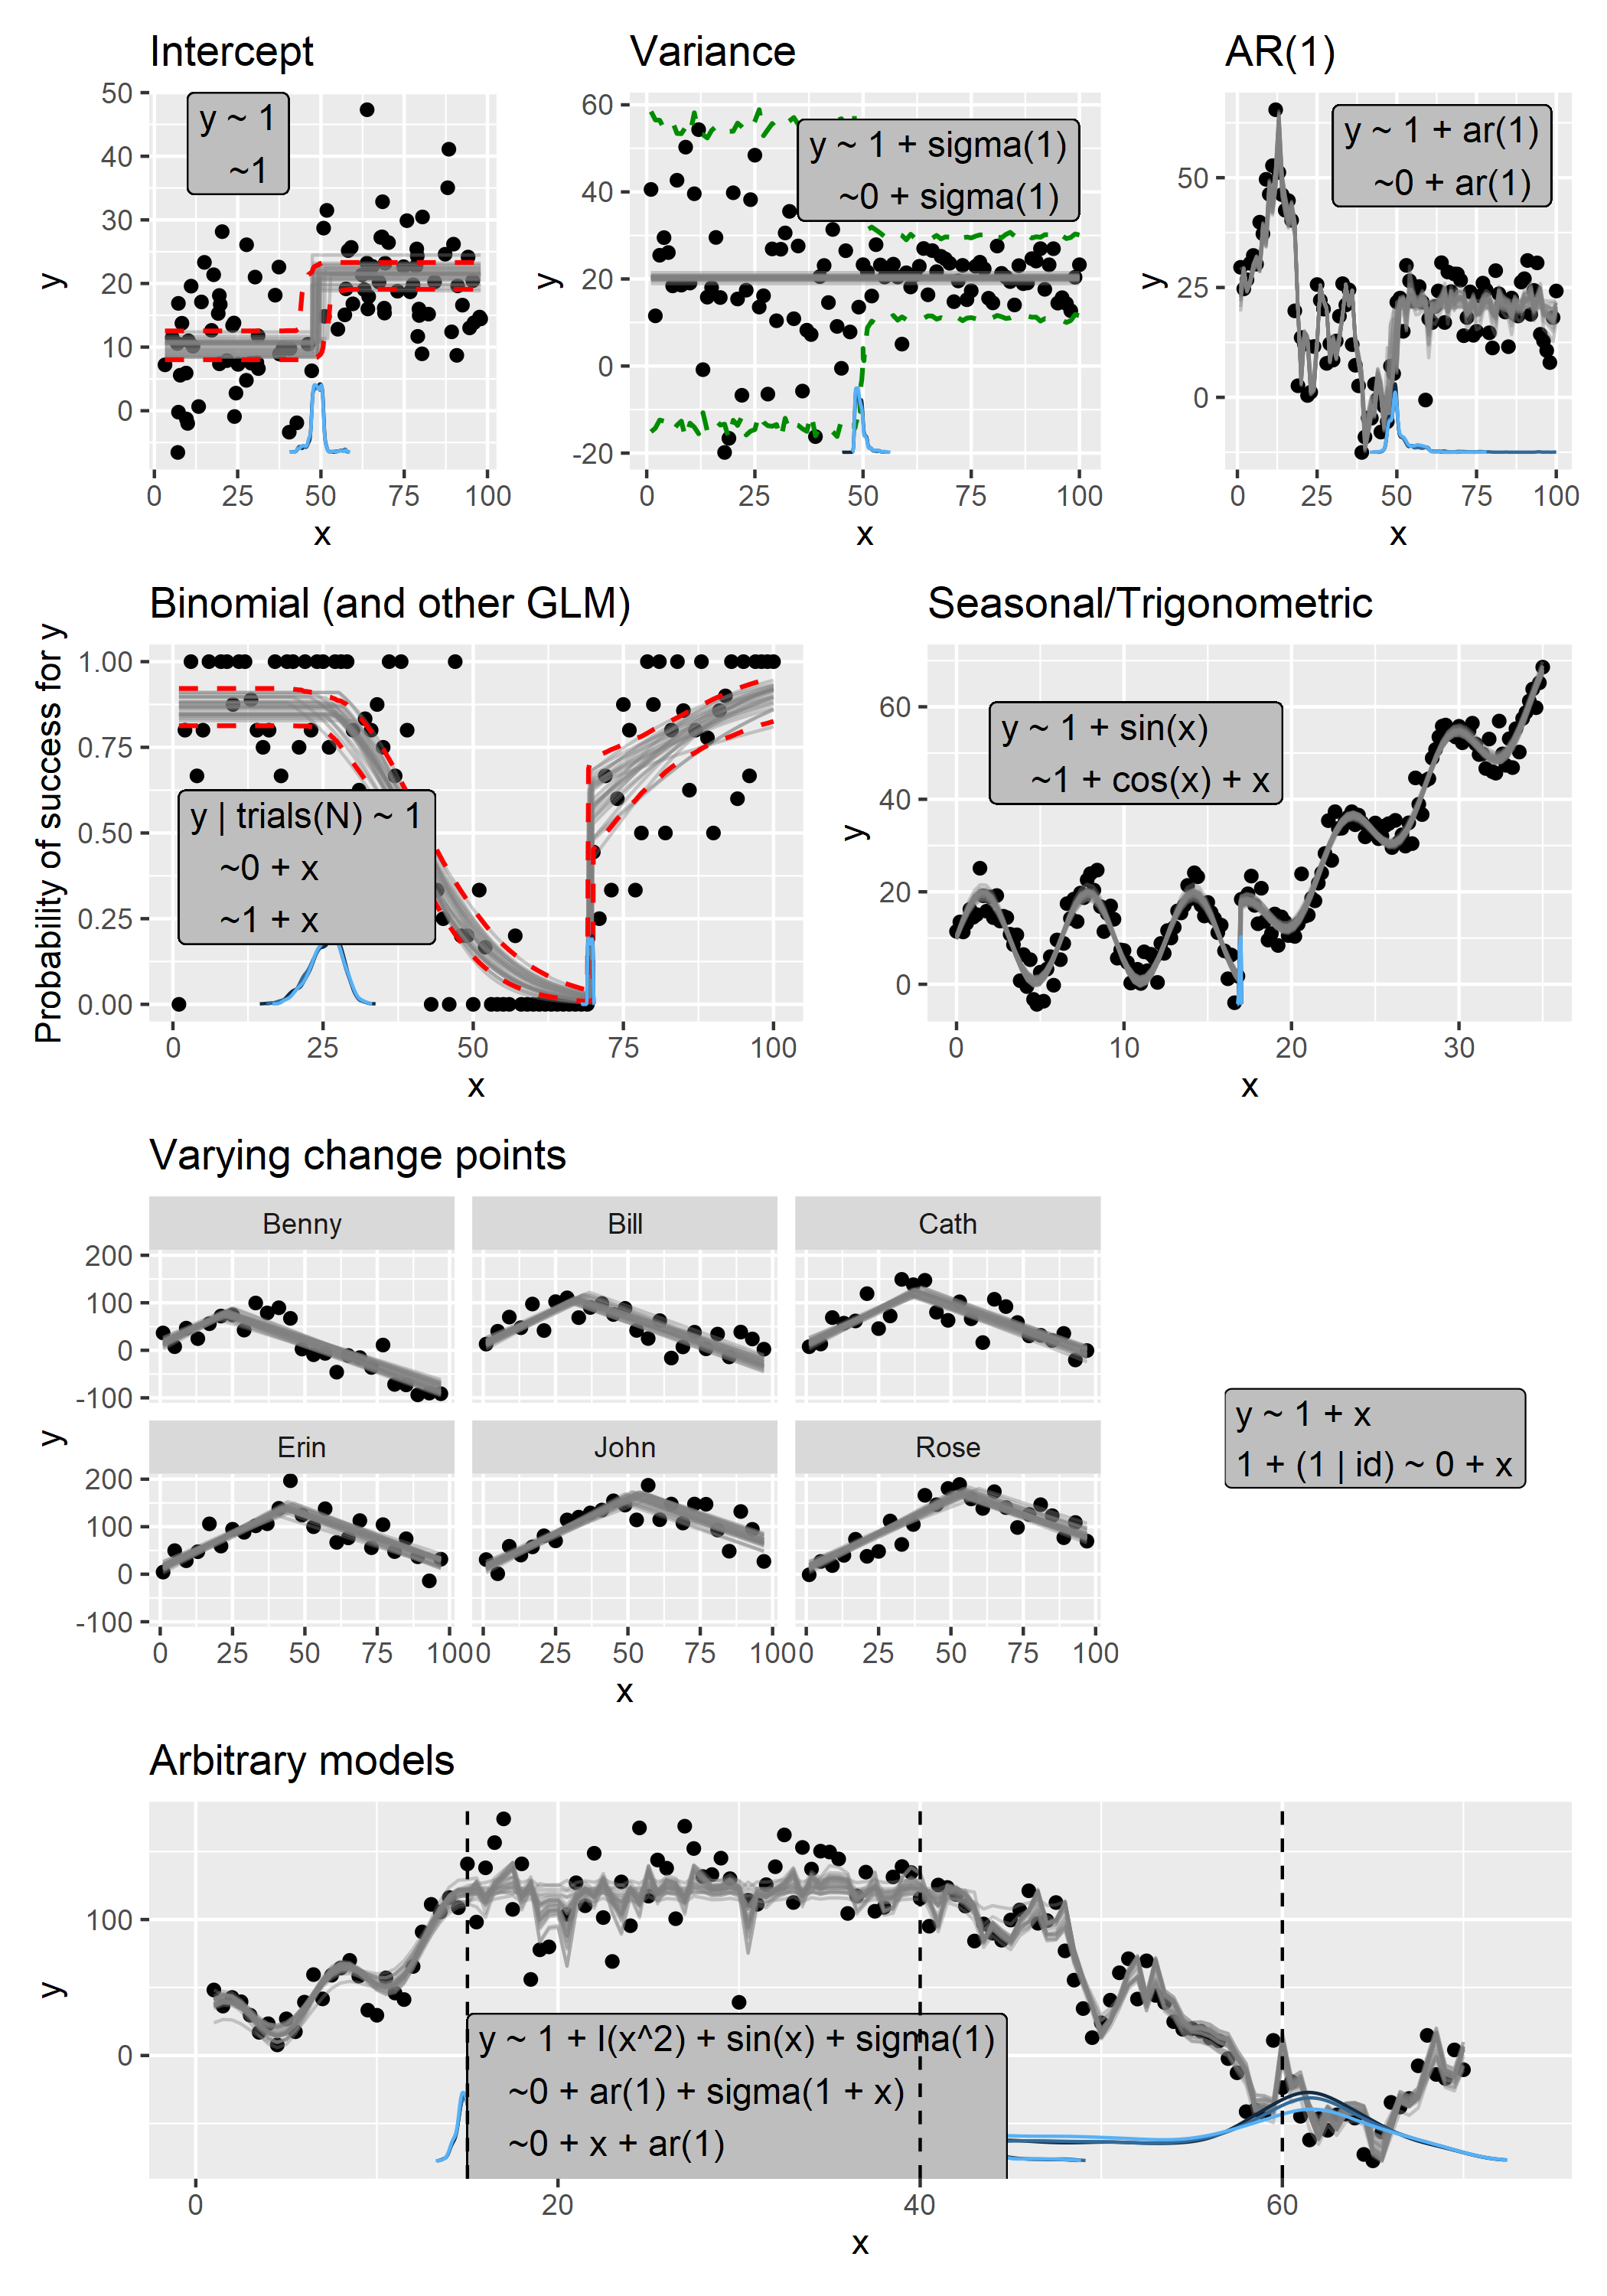 Intercept
50
40
30
20
10
0
y
y ~ 1
~1
0 25 50 75 100
x
Variance
60
40
20
0
-20
y
y ~ 1 + sigma(1)
~0 + sigma(1)
0 25 50 75 100
x
AR(1)
50
25
0
y
y ~ 1 + ar(1)
~0 + ar(1)
0 25 50 75 100
x
Binomial (and other GLM)
1.00
0.75
0.50
0.25
0.00
Probability of success for y
y | trials(N) ~ 1
~0 + x
~1 + x
0 25 50 75 100
x
Seasonal/Trigonometric
60
40
20
0
y
y ~ 1 + sin(x)
~1 + cos(x) + x
0 10 20 30
x
Varying change points
Benny Bill Cath
200
100
0
-100
y
Erin John Rose
200
100
0
-100
0 25 50 75 100 0 25 50 75 100 0 25 50 75 100
x
y ~ 1 + x
1 + (1 | id) ~ 0 + x
Arbitrary models
100
0
y
y ~ 1 + I(x^2) + sin(x) + sigma(1)
~0 + ar(1) + sigma(1 + x)
~0 + x + ar(1)
0 20 40 60
x